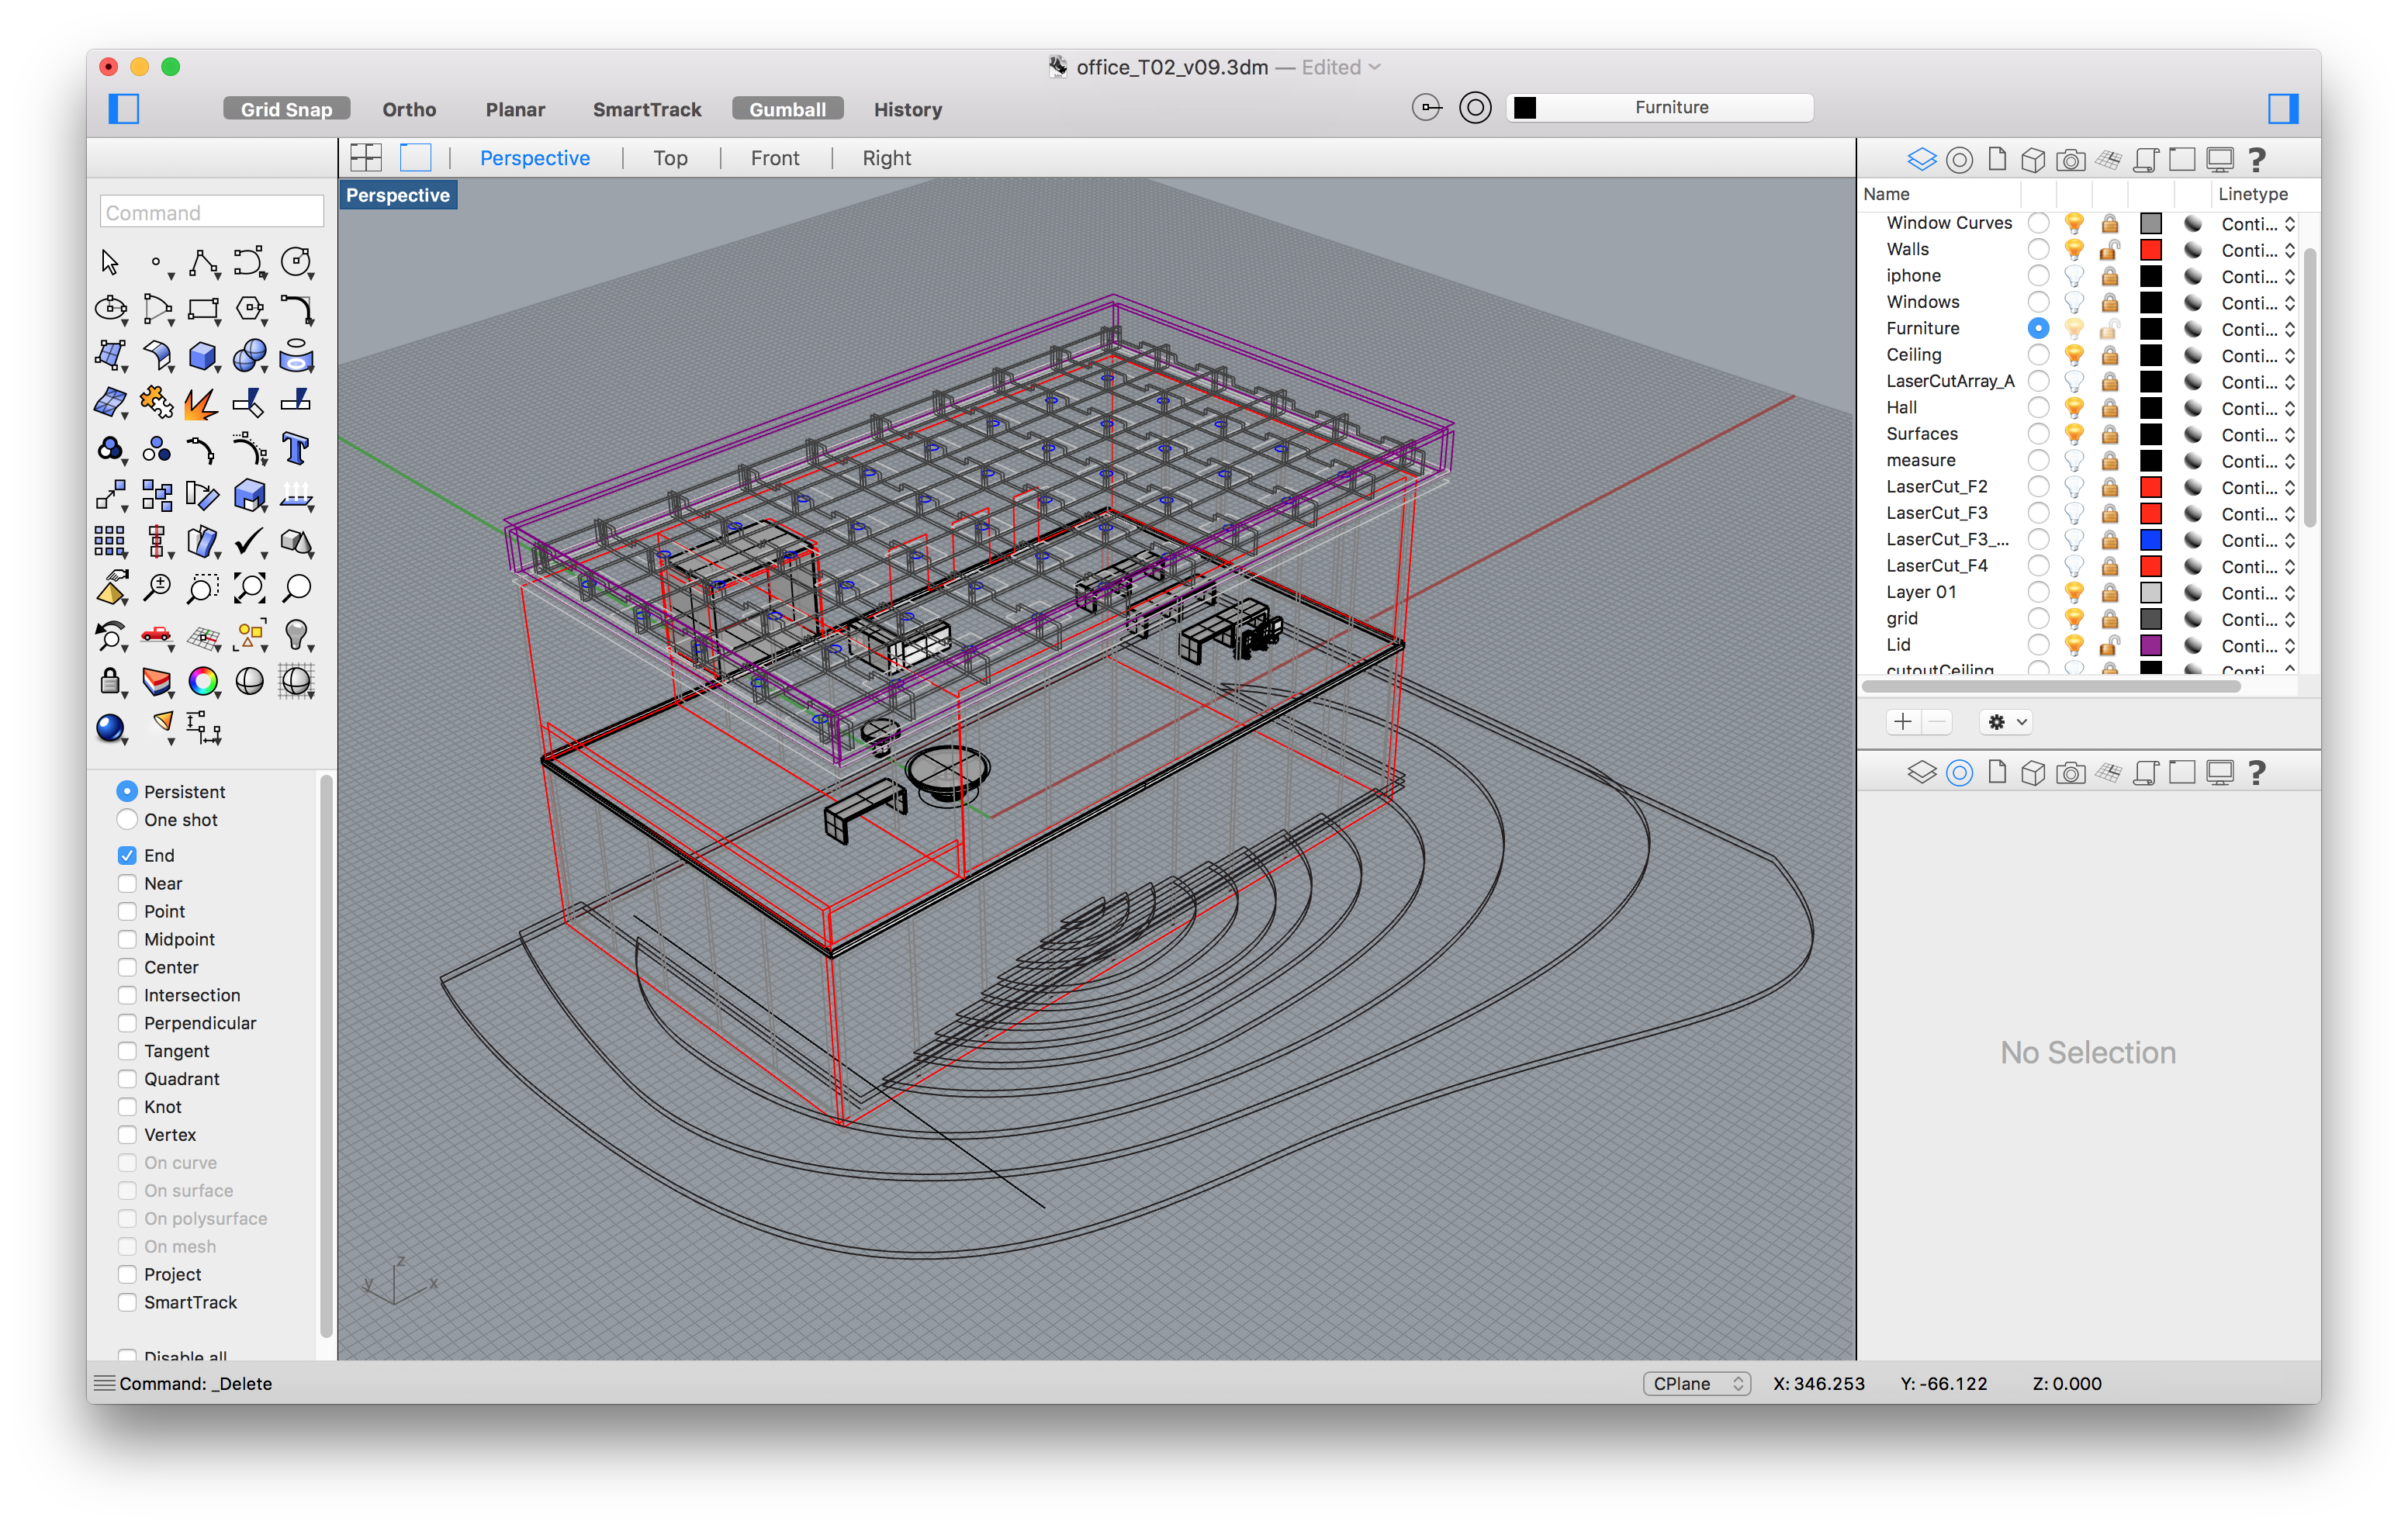 office_T02_v09.3dm — Edited
Grid Snap Ortho Planar SmartTrack Gumball History Furniture
Perspective Top Front Right
Perspective
Command
Persistent
One shot
End
Near
Point
Midpoint
Center
Intersection
Perpendicular
Tangent
Quadrant
Knot
Vertex
On curve
On surface
On polysurface
On mesh
Project
SmartTrack
Disable all
z
y
x
Name Linetype
Window Curves Conti...
Walls Conti...
iphone Conti...
Windows Conti...
Furniture Conti...
Ceiling Conti...
LaserCutArray_A Conti...
Hall Conti...
Surfaces Conti...
measure Conti...
LaserCut_F2 Conti...
LaserCut_F3 Conti...
LaserCut_F3_... Conti...
LaserCut_F4 Conti...
Layer 01 Conti...
grid Conti...
Lid Conti...
cutoutCeiling Conti...
No Selection
Command: _Delete
CPlane X: 346.253 Y: -66.122 Z: 0.000